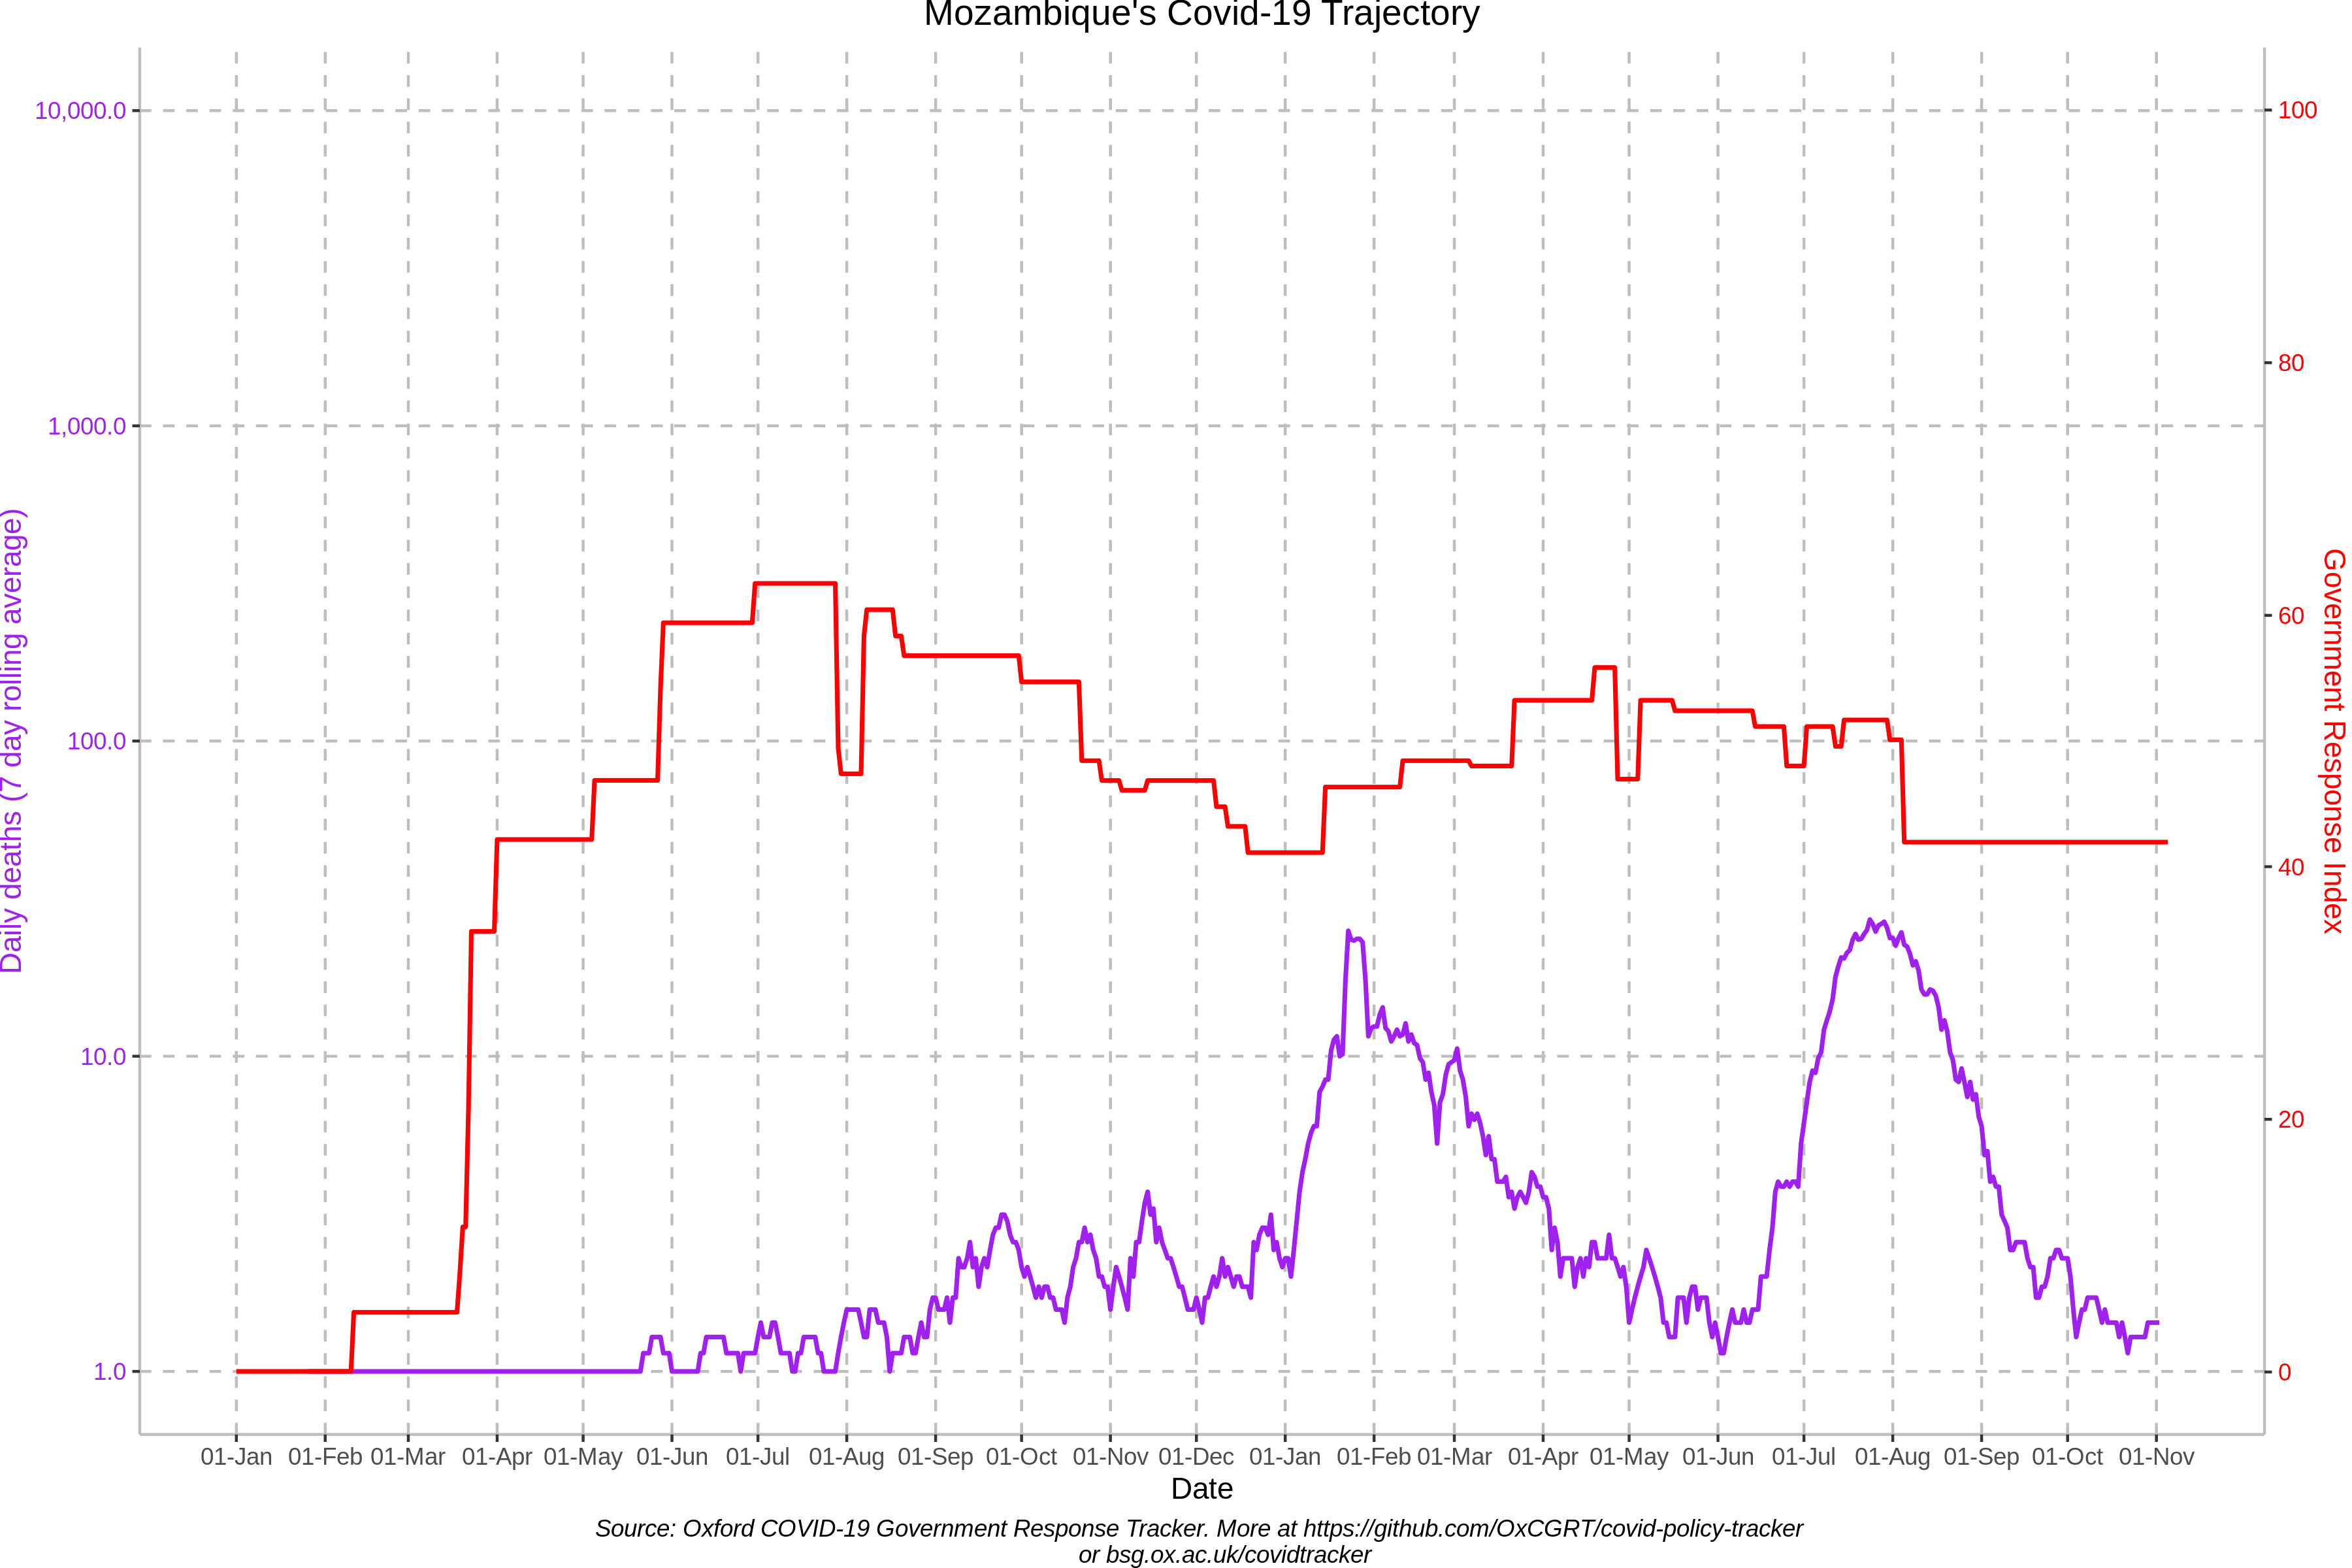 Mozambique's Covid-19 Trajectory
10,000.0
1,000.0
100.0
10.0
1.0
Daily deaths (7 day rolling average)
100
80
60
40
20
0
Government Response Index
01-Jan 01-Feb 01-Mar 01-Apr 01-May 01-Jun 01-Jul 01-Aug 01-Sep 01-Oct 01-Nov 01-Dec 01-Jan 01-Feb 01-Mar 01-Apr 01-May 01-Jun 01-Jul 01-Aug 01-Sep 01-Oct 01-Nov
Date
Source: Oxford COVID-19 Government Response Tracker. More at https://github.com/OxCGRT/covid-policy-tracker
or bsg.ox.ac.uk/covidtracker